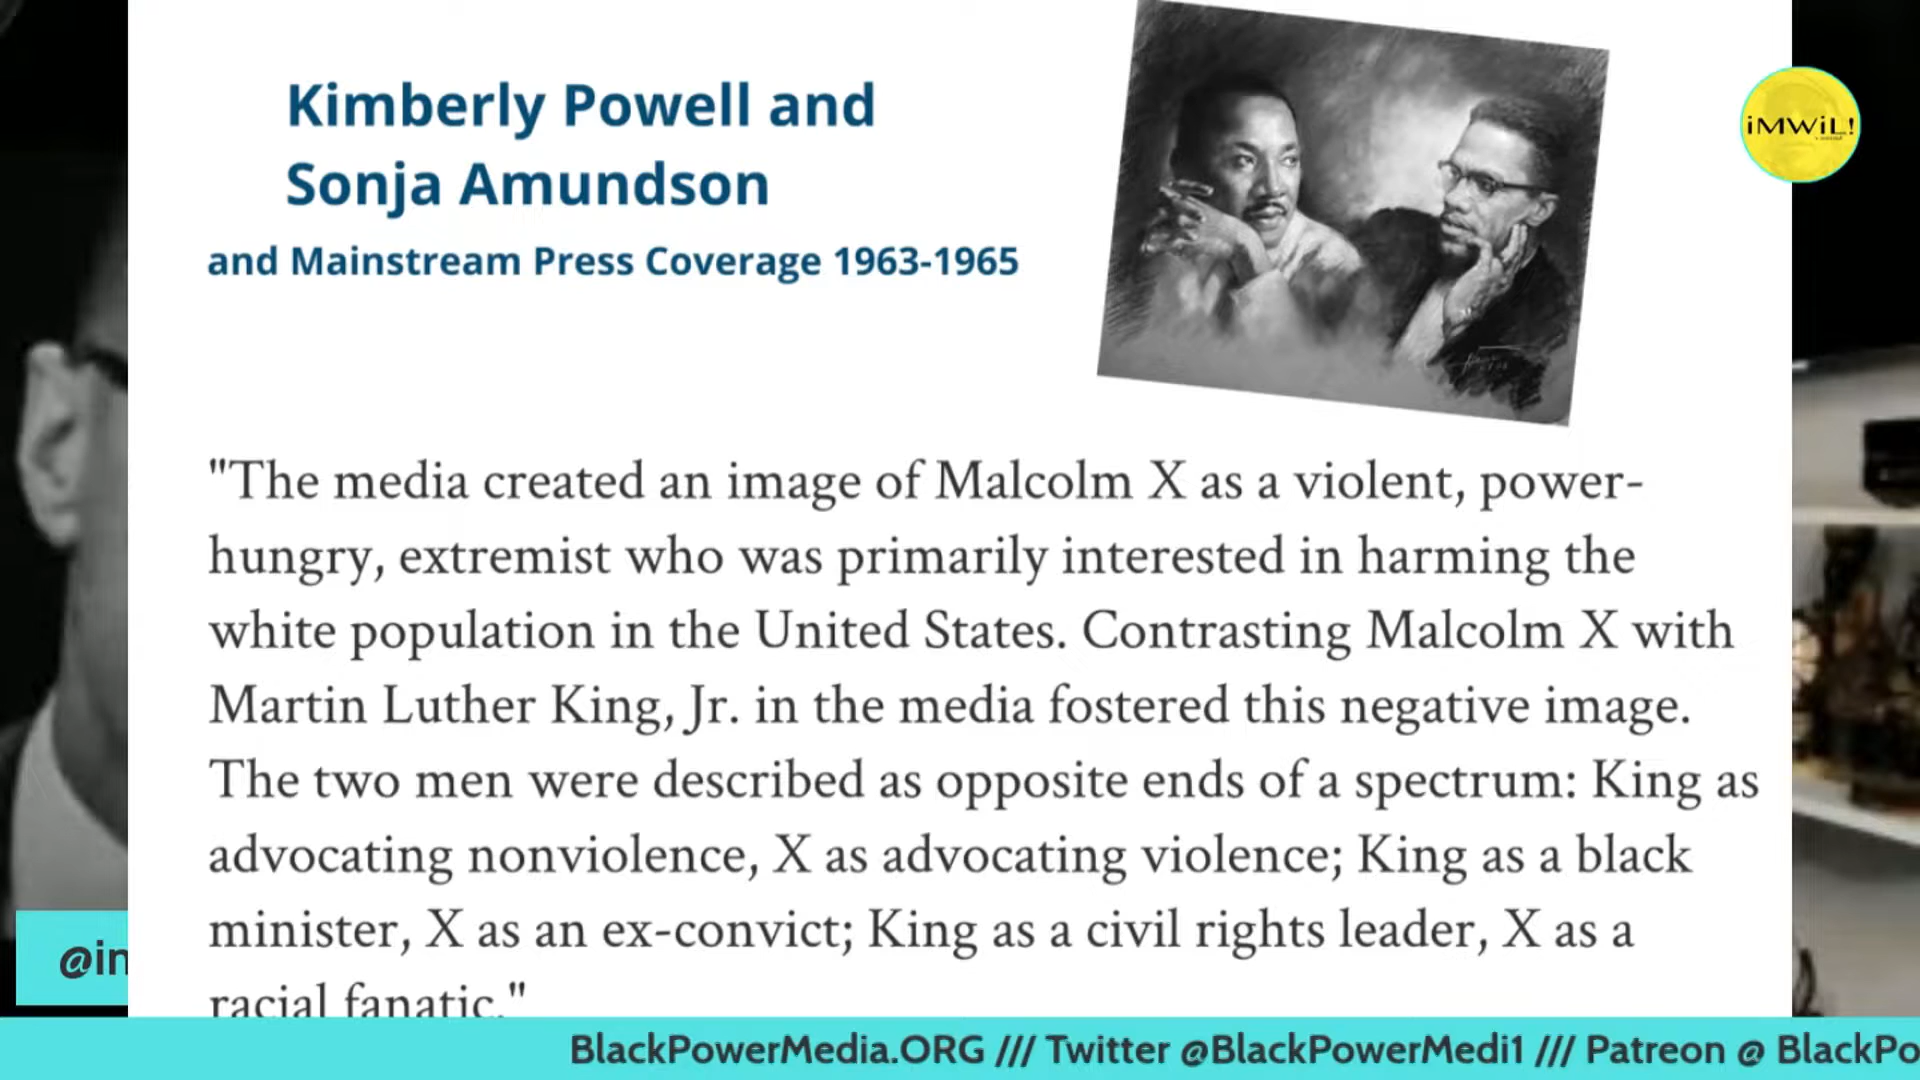 Kimberly Powell and
Sonja Amundson
and Mainstream Press Coverage 1963-1965
iMWiL!
"The media created an image of Malcolm X as a violent, power-
hungry, extremist who was primarily interested in harming the
white population in the United States. Contrasting Malcolm X with
Martin Luther King, Jr. in the media fostered this negative image.
The two men were described as opposite ends of a spectrum: King as
advocating nonviolence, X as advocating violence; King as a black
minister, X as an ex-convict; King as a civil rights leader, X as a
racial fanatic."
@in
BlackPowerMedia.ORG /// Twitter @BlackPowerMedi1 /// Patreon @ BlackPo